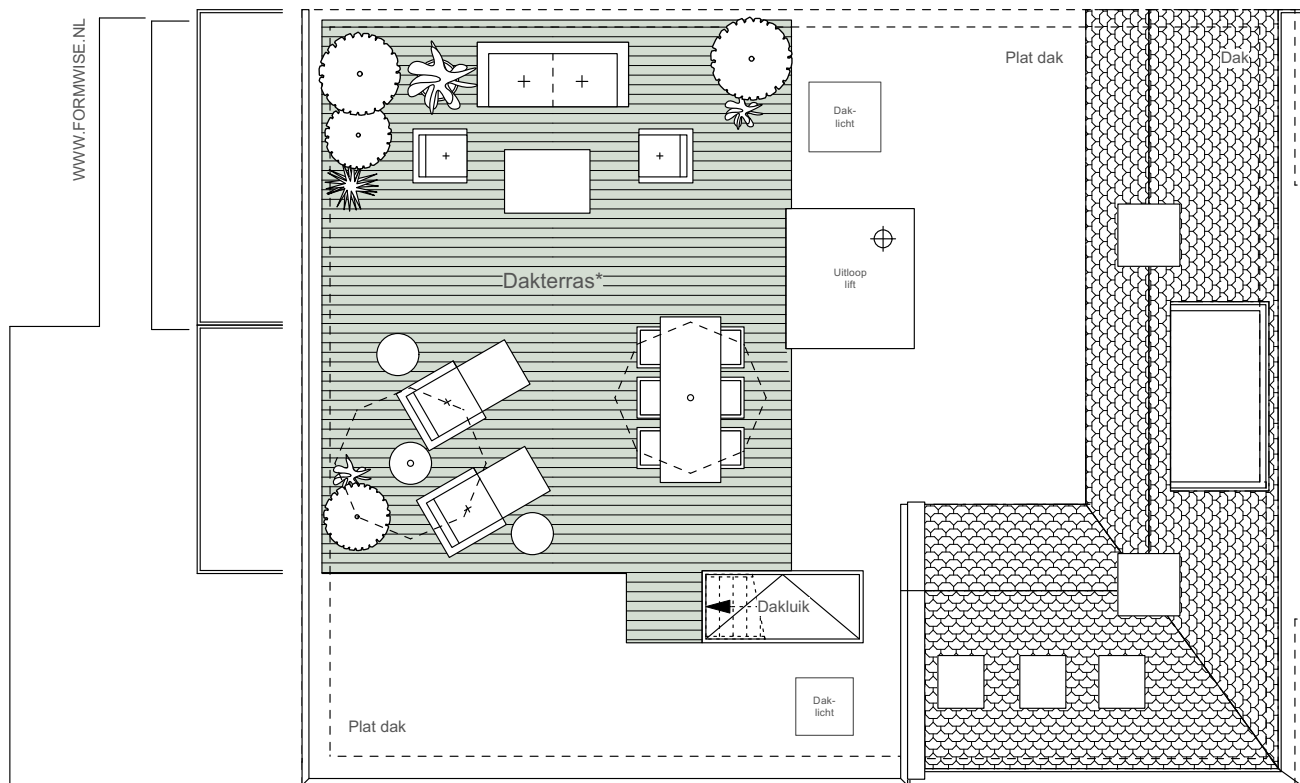 WWW.FORMWISE.NL
Plat dak
Dak
Dak-
licht
Uitloop
lift
Dakterras*
Dakluik
Dak-
licht
Plat dak